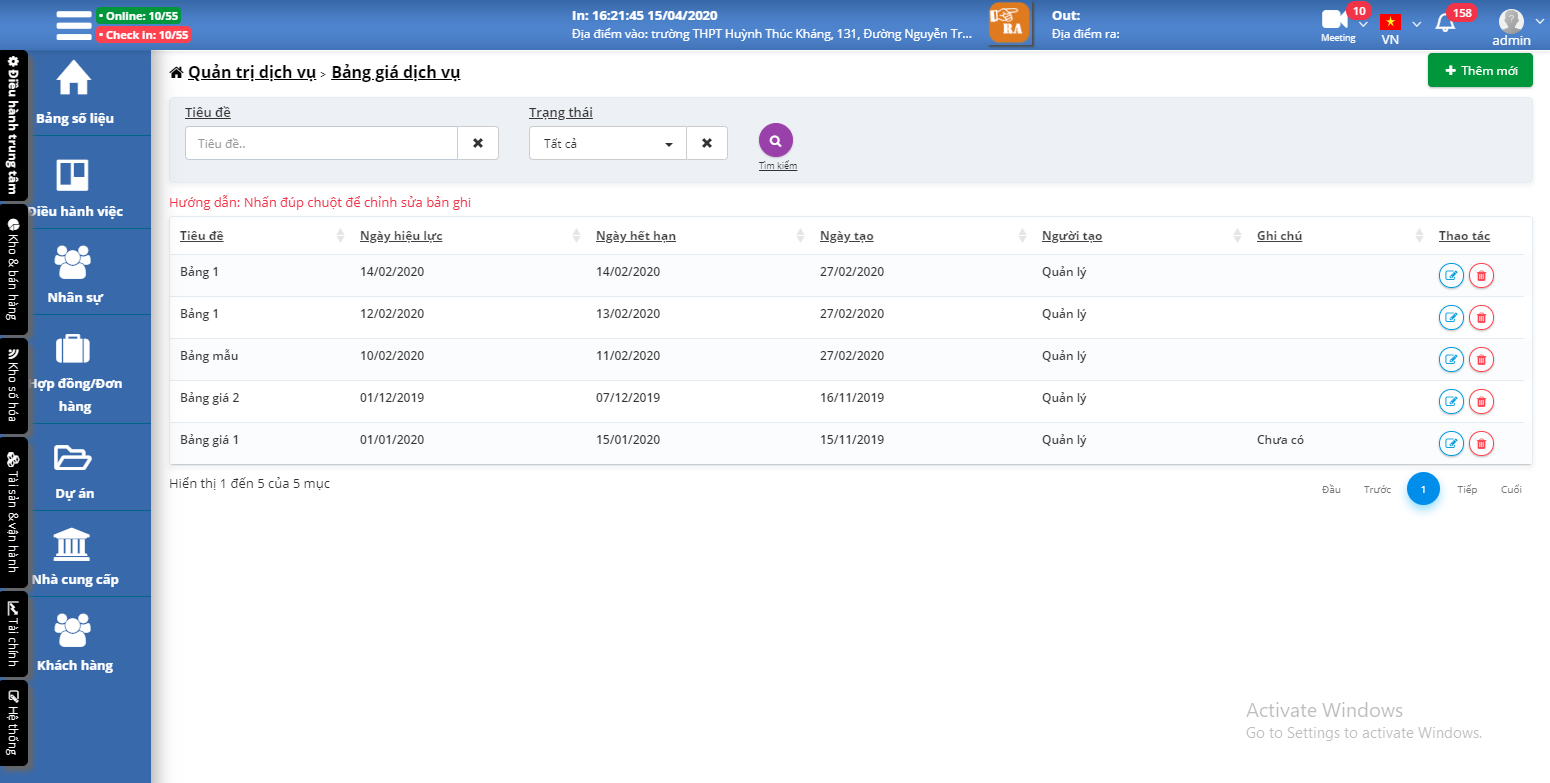 • Online: 10/55
• Check in: 10/55
In: 16:21:45 15/04/2020
Địa điểm vào: trường THPT Huỳnh Thúc Kháng, 131, Đường Nguyễn Tr...
RA
Out:
Địa điểm ra:
10
Meeting
VN
158
admin
Điều hành trung tâm
Kho & bán hàng
Kho số hóa
Tài sản & vận hành
Tài chính
Hệ thống
Bảng số liệu
Điều hành việc
Nhân sự
Hợp đồng/Đơn
hàng
Dự án
Nhà cung cấp
Khách hàng
Quản trị dịch vụ > Bảng giá dịch vụ
+ Thêm mới
Tiêu đề
Trạng thái
Tiêu đề..
Tất cả
Tìm kiếm
Hướng dẫn: Nhấn đúp chuột để chỉnh sửa bản ghi
Tiêu đề Ngày hiệu lực Ngày hết hạn Ngày tạo Người tạo Ghi chú Thao tác
Bảng 1 14/02/2020 14/02/2020 27/02/2020 Quản lý
Bảng 1 12/02/2020 13/02/2020 27/02/2020 Quản lý
Bảng mẫu 10/02/2020 11/02/2020 27/02/2020 Quản lý
Bảng giá 2 01/12/2019 07/12/2019 16/11/2019 Quản lý
Bảng giá 1 01/01/2020 15/01/2020 15/11/2019 Quản lý Chưa có
Hiển thị 1 đến 5 của 5 mục
Đầu Trước 1 Tiếp Cuối
Activate Windows
Go to Settings to activate Windows.